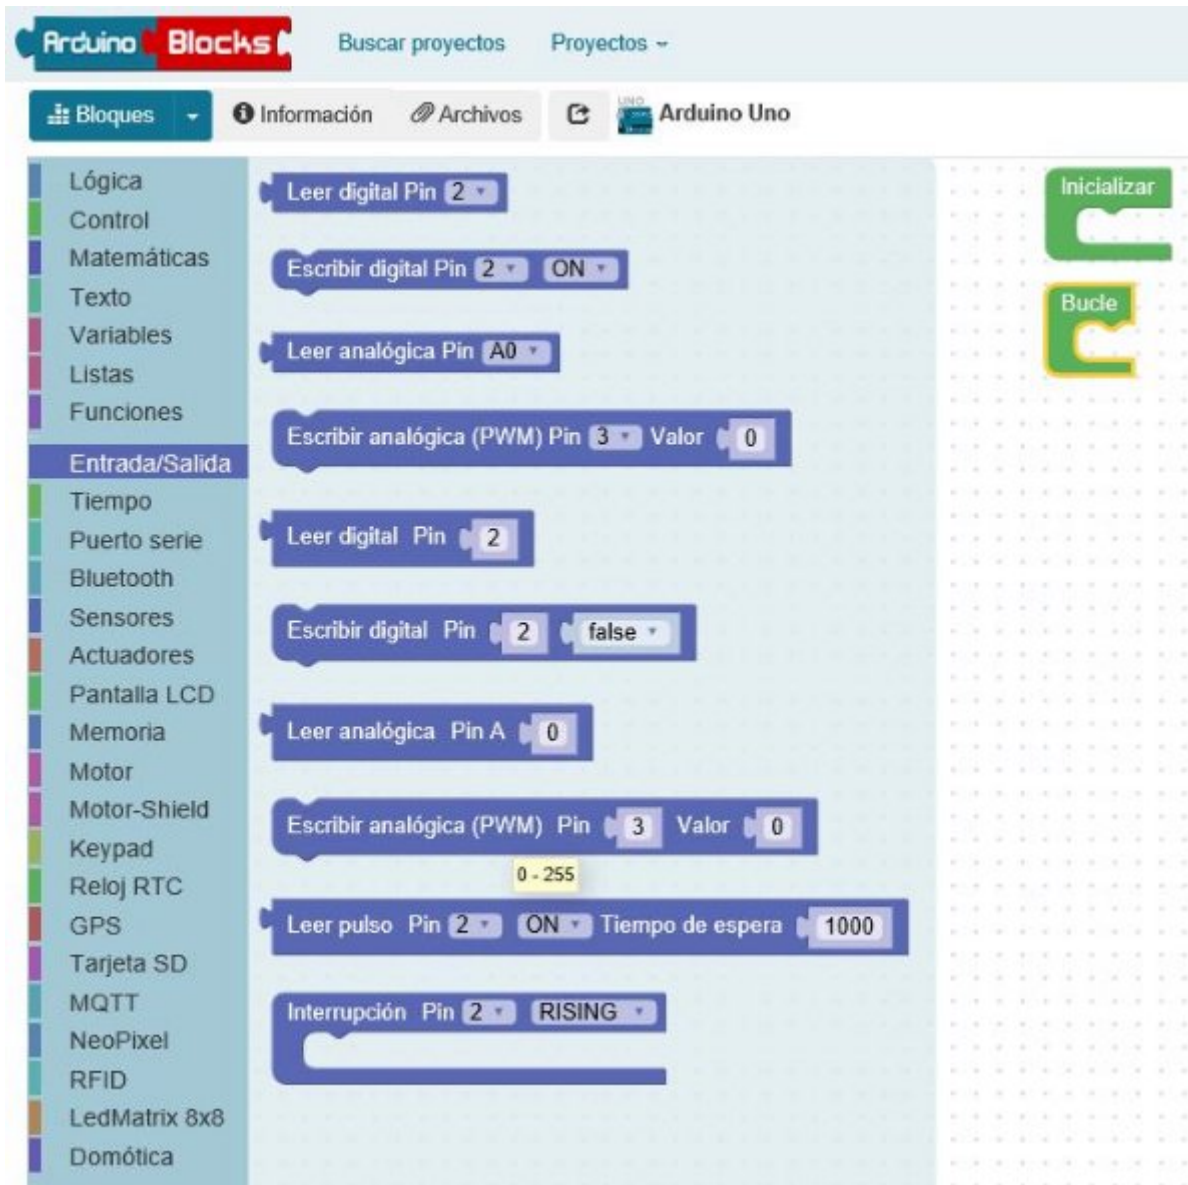 Arduino Blocks Buscar proyectos Proyectos
Bloques Información Archivos UNO Arduino Uno
Lógica
Control
Matemáticas
Texto
Variables
Listas
Funciones
Entrada/Salida
Tiempo
Puerto serie
Bluetooth
Sensores
Actuadores
Pantalla LCD
Memoria
Motor
Motor-Shield
Keypad
Reloj RTC
GPS
Tarjeta SD
MQTT
NeoPixel
RFID
LedMatrix 8x8
Domótica
Leer digital Pin 2
Escribir digital Pin 2 ON
Leer analógica Pin A0
Escribir analógica (PWM) Pin 3 Valor 0
Leer digital Pin 2
Escribir digital Pin 2 false
Leer analógica Pin A 0
Escribir analógica (PWM) Pin 3 Valor 0
0 - 255
Leer pulso Pin 2 ON Tiempo de espera 1000
Interrupción Pin 2 RISING
Inicializar
Bucle